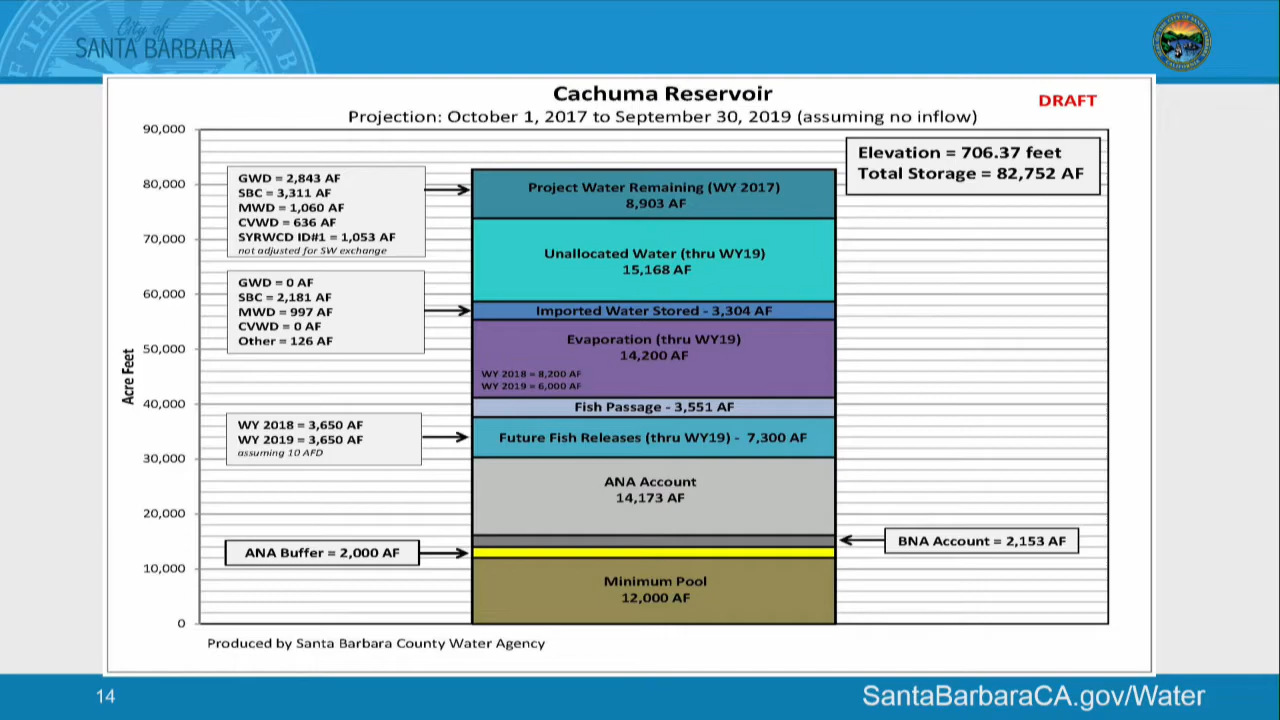 City of
SANTA BARBARA
Cachuma Reservoir
Projection: October 1, 2017 to September 30, 2019 (assuming no inflow)
DRAFT
Elevation = 706.37 feet
Total Storage = 82,752 AF
Acre Feet
90,000
80,000
70,000
60,000
50,000
40,000
30,000
20,000
10,000
0
GWD = 2,843 AF
SBC = 3,311 AF
MWD = 1,060 AF
CVWD = 636 AF
SYRWCD ID#1 = 1,053 AF
not adjusted for SW exchange
GWD = 0 AF
SBC = 2,181 AF
MWD = 997 AF
CVWD = 0 AF
Other = 126 AF
WY 2018 = 3,650 AF
WY 2019 = 3,650 AF
assuming 10 AFD
ANA Buffer = 2,000 AF
Project Water Remaining (WY 2017)
8,903 AF
Unallocated Water (thru WY19)
15,168 AF
Imported Water Stored - 3,304 AF
Evaporation (thru WY19)
14,200 AF
WY 2018 = 8,200 AF
WY 2019 = 6,000 AF
Fish Passage - 3,551 AF
Future Fish Releases (thru WY19) - 7,300 AF
ANA Account
14,173 AF
BNA Account = 2,153 AF
Minimum Pool
12,000 AF
Produced by Santa Barbara County Water Agency
14
SantaBarbaraCA.gov/Water